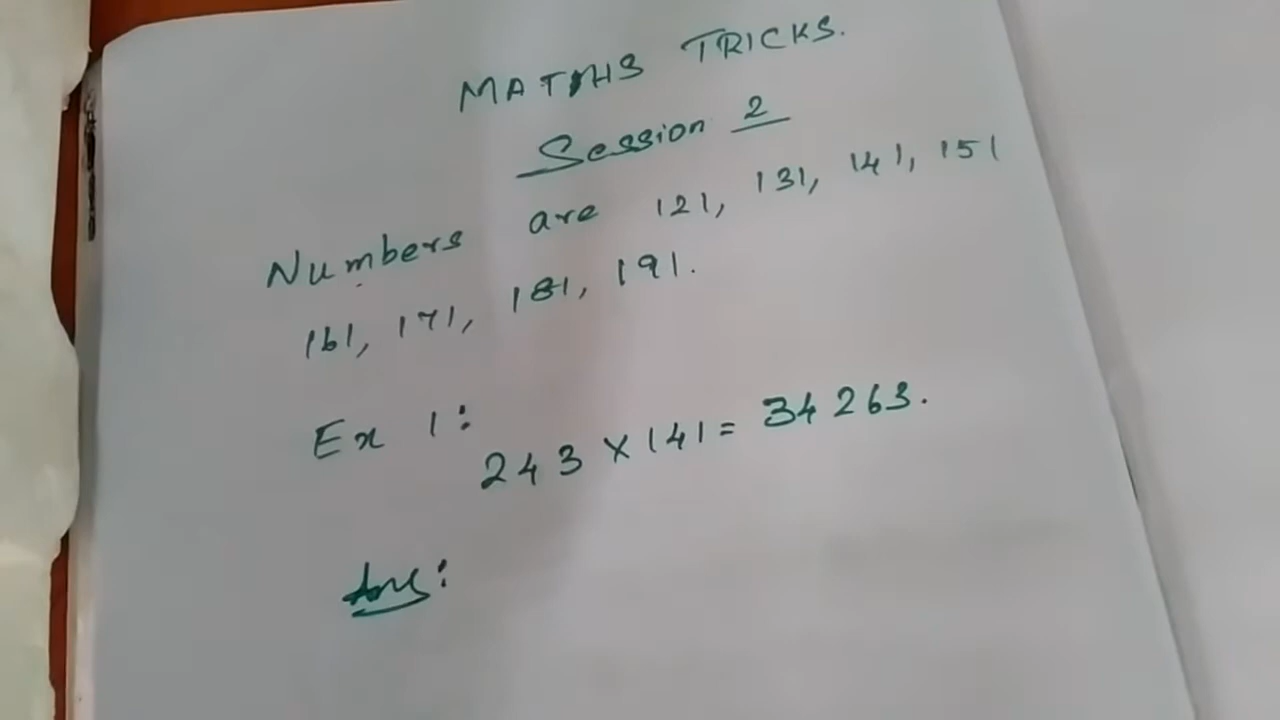 MATHS TRICKS.
Session 2
Numbers are 121, 131, 141, 151
161, 171, 181, 191.
Ex 1:
243 x 141 = 34263.
Ans: